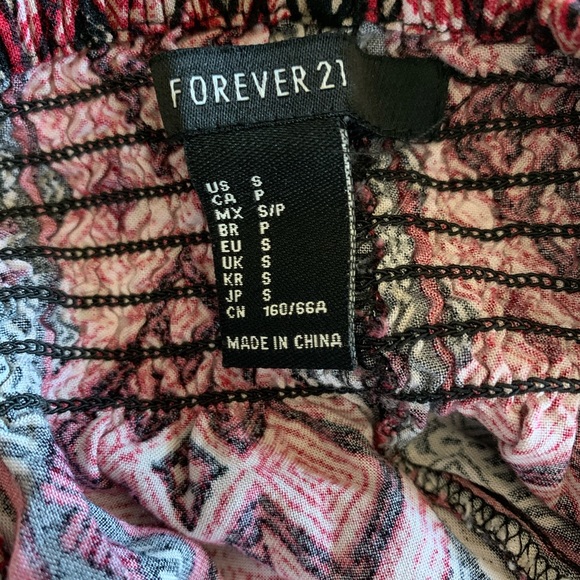 FOREVER 21
US S
CA P
MX S/P
BR P
EU S
UK S
KR S
JP S
CN 160/66A
MADE IN CHINA